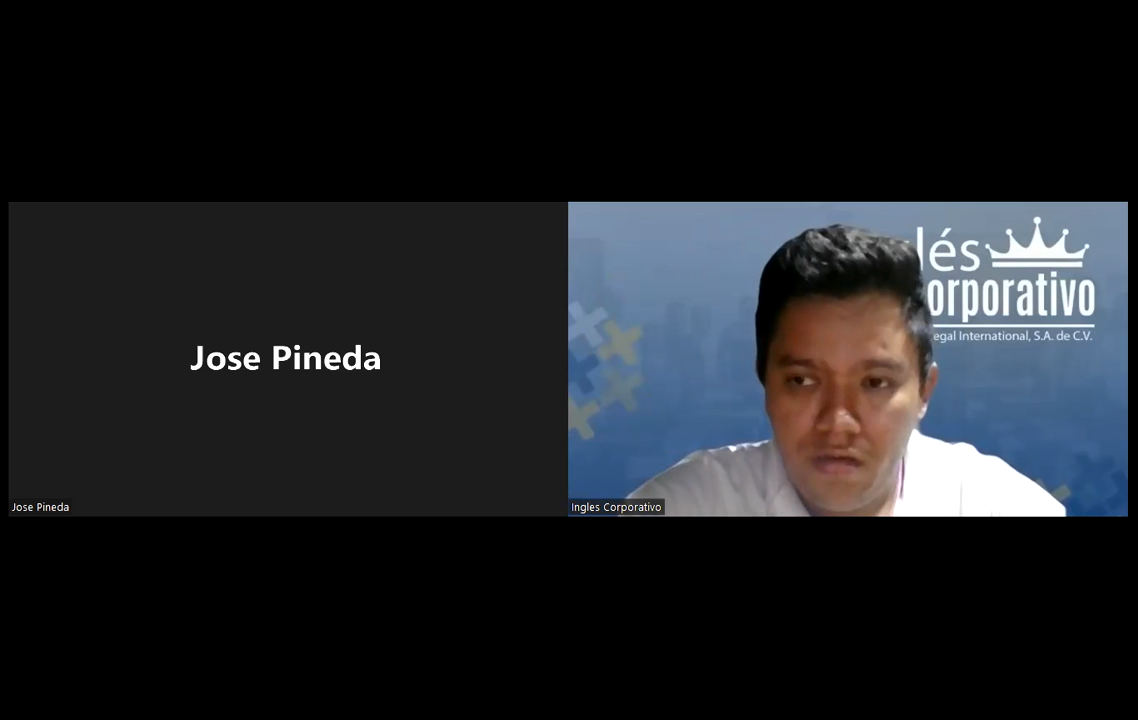 Jose Pineda
Jose Pineda
lés
orporativo
egal International, S.A. de C.V.
Ingles Corporativo